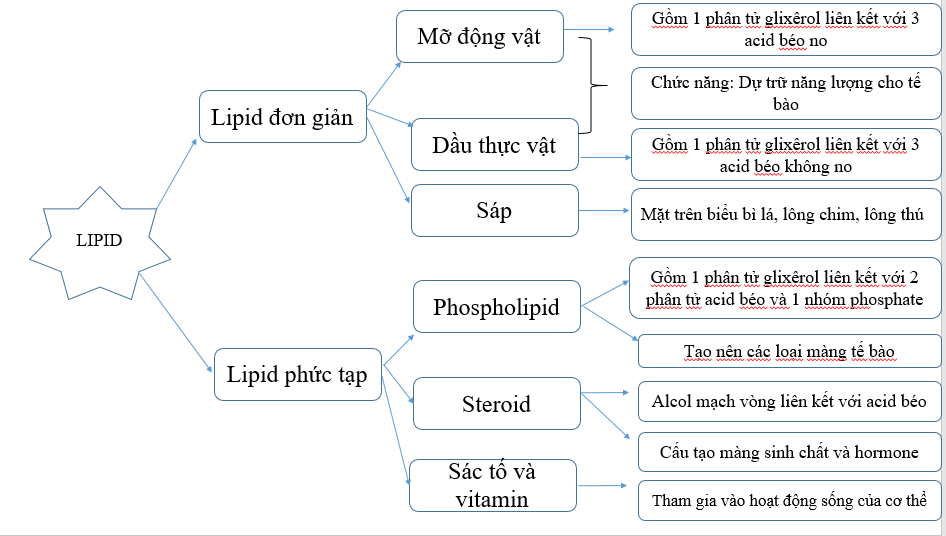 LIPID
Lipid đơn giản
Mỡ động vật
Gồm 1 phân tử glixêrol liên kết với 3
acid béo no
Chức năng: Dự trữ năng lượng cho tế
bào
Dầu thực vật
Gồm 1 phân tử glixêrol liên kết với 3
acid béo không no
Sáp
Mặt trên biểu bì lá, lông chim, lông thú
Lipid phức tạp
Phospholipid
Gồm 1 phân tử glixêrol liên kết với 2
phân tử acid béo và 1 nhóm phosphate
Tao nên các loại màng tế bào
Steroid
Alcol mạch vòng liên kết với acid béo
Cấu tạo màng sinh chất và hormone
Sác tố và
vitamin
Tham gia vào hoạt động sống của cơ thể